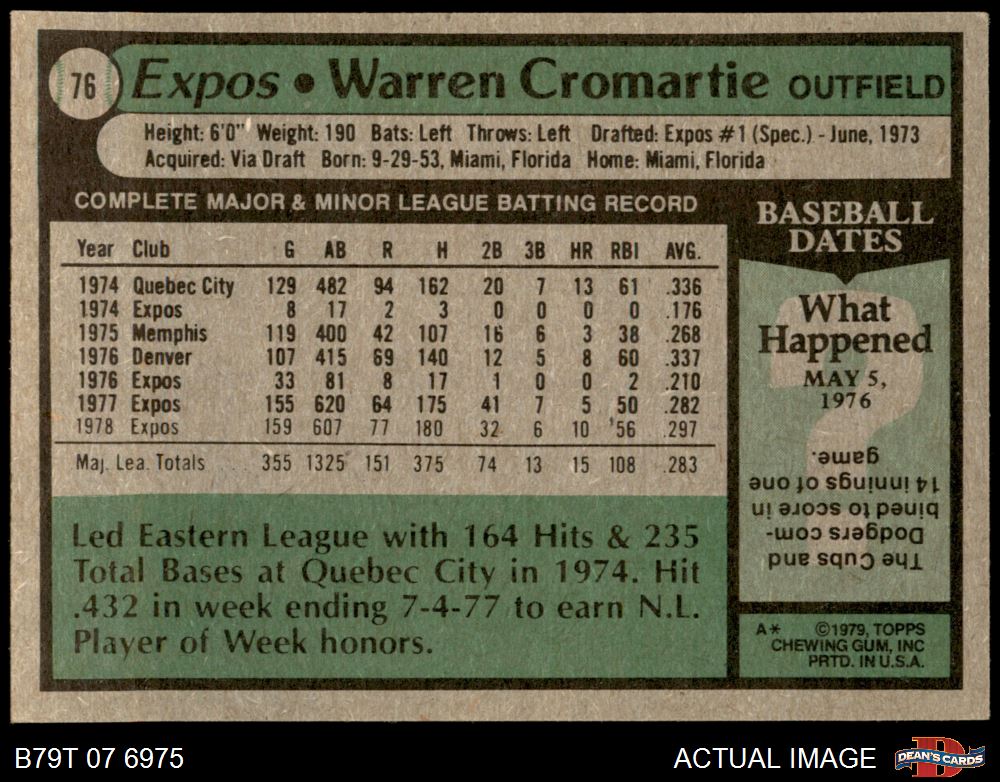 76
Expos • Warren Cromartie OUTFIELD
Height: 6'0" Weight: 190 Bats: Left Throws: Left Drafted: Expos #1 (Spec.) - June, 1973
Acquired: Via Draft Born: 9-29-53, Miami, Florida Home: Miami, Florida
COMPLETE MAJOR & MINOR LEAGUE BATTING RECORD
Year Club G AB R H 2B 3B HR RBI AVG.
1974 Quebec City 129 482 94 162 20 7 13 61 .336
1974 Expos 8 17 2 3 0 0 0 0 .176
1975 Memphis 119 400 42 107 16 6 3 38 .268
1976 Denver 107 415 69 140 12 5 8 60 .337
1976 Expos 33 81 8 17 1 0 0 2 .210
1977 Expos 155 620 64 175 41 7 5 50 .282
1978 Expos 159 607 77 180 32 6 10 56 .297
Maj. Lea. Totals 355 1325 151 375 74 13 15 108 .283
Led Eastern League with 164 Hits & 235
Total Bases at Quebec City in 1974. Hit
.432 in week ending 7-4-77 to earn N.L.
Player of Week honors.
BASEBALL
DATES
What
Happened
MAY 5,
1976
The Cubs and
Dodgers com-
bined to score in
14 innings of one
game.
A* ©1979, TOPPS
CHEWING GUM, INC
PRTD. IN U.S.A.
B79T 07 6975
ACTUAL IMAGE
D
DEAN'S CARDS